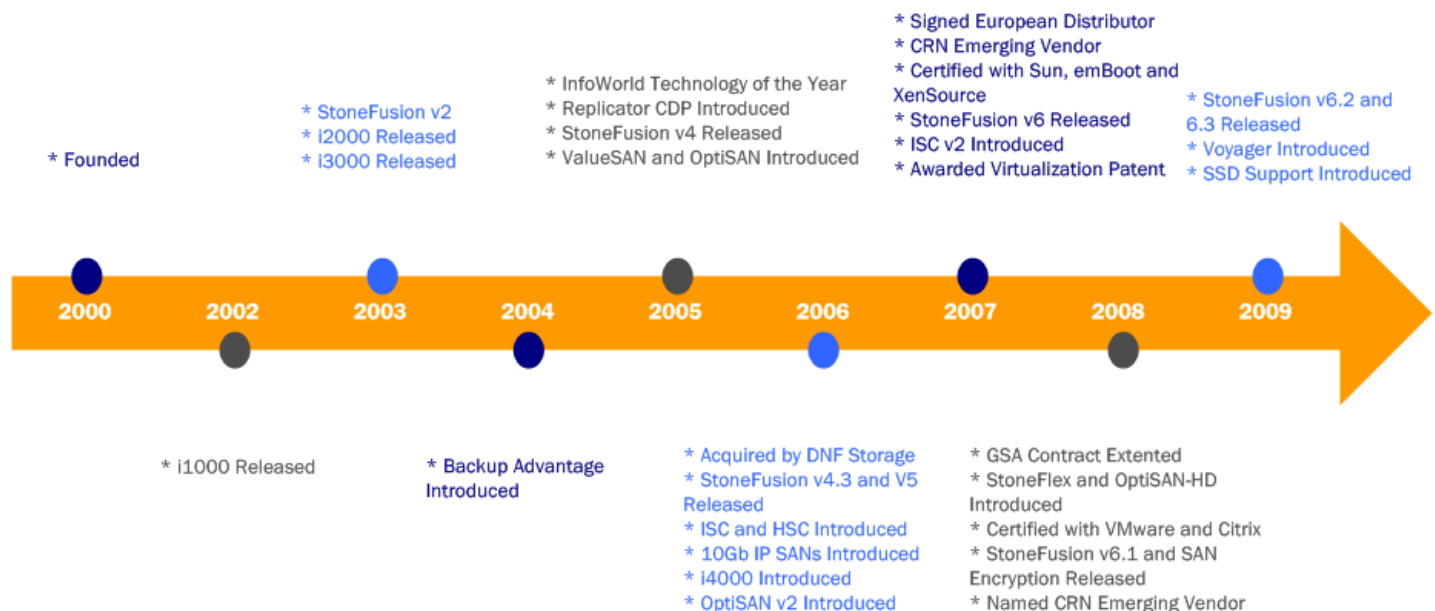 * Signed European Distributor
* CRN Emerging Vendor
* Certified with Sun, emBoot and
XenSource
* StoneFusion v6 Released
* ISC v2 Introduced
* Awarded Virtualization Patent
* InfoWorld Technology of the Year
* Replicator CDP Introduced
* StoneFusion v4 Released
* ValueSAN and OptiSAN Introduced
* StoneFusion v6.2 and
6.3 Released
* Voyager Introduced
* SSD Support Introduced
* StoneFusion v2
* i2000 Released
* i3000 Released
* Founded
2000
2002
2003
2004
2005
2006
2007
2008
2009
* i1000 Released
* Backup Advantage
Introduced
* Acquired by DNF Storage
* StoneFusion v4.3 and V5
Released
* ISC and HSC Introduced
* 10Gb IP SANs Introduced
* i4000 Introduced
* OptiSAN v2 Introduced
* GSA Contract Extented
* StoneFlex and OptiSAN-HD
Introduced
* Certified with VMware and Citrix
* StoneFusion v6.1 and SAN
Encryption Released
* Named CRN Emerging Vendor